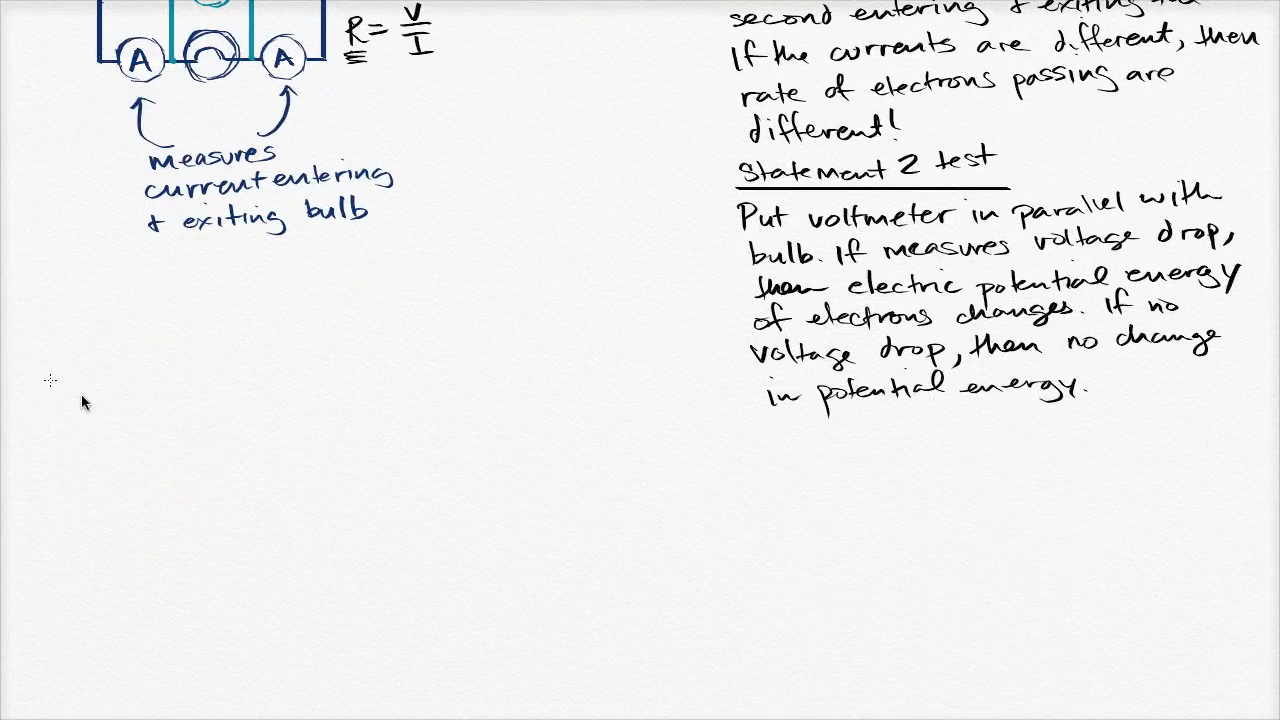 R = V/I
A
A
measures
current entering
+ exiting bulb
second entering + exiting
If the currents are different, then
rate of electrons passing are
different!
Statement 2 test
Put voltmeter in parallel with
bulb. If measures voltage drop,
then electric potential energy
of electrons changes. If no
voltage drop, then no change
in potential energy.